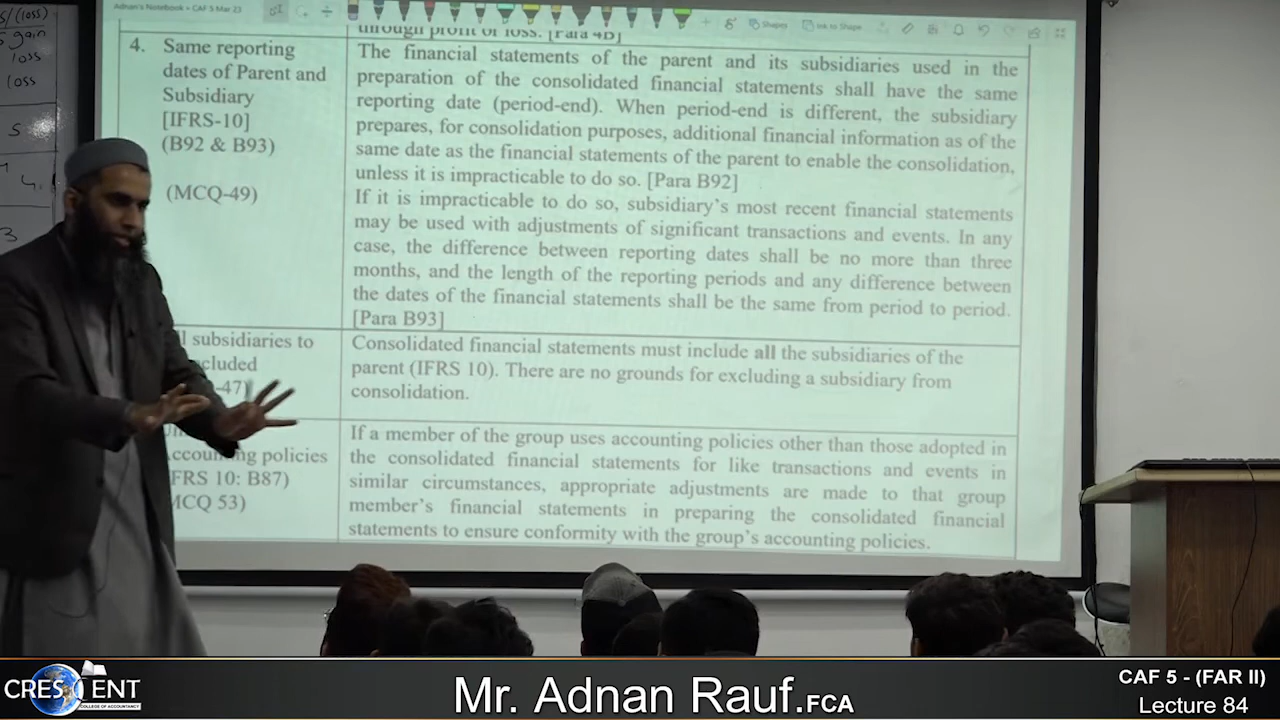 Adnan's Notebook » CAF 5 Mar 23
Shapes
Ink to Shape
s/(loss)
gain
loss
loss
5
3
through profit or loss. [Para 4B]
4. Same reporting
dates of Parent and
Subsidiary
[IFRS-10]
(B92 & B93)
(MCQ-49)
The financial statements of the parent and its subsidiaries used in the
preparation of the consolidated financial statements shall have the same
reporting date (period-end). When period-end is different, the subsidiary
prepares, for consolidation purposes, additional financial information as of the
same date as the financial statements of the parent to enable the consolidation,
unless it is impracticable to do so. [Para B92]
If it is impracticable to do so, subsidiary's most recent financial statements
may be used with adjustments of significant transactions and events. In any
case, the difference between reporting dates shall be no more than three
months, and the length of the reporting periods and any difference between
the dates of the financial statements shall be the same from period to period.
[Para B93]
l subsidiaries to
cluded
-47)
Consolidated financial statements must include all the subsidiaries of the
parent (IFRS 10). There are no grounds for excluding a subsidiary from
consolidation.
ccounting policies
FRS 10: B87)
MCQ 53)
If a member of the group uses accounting policies other than those adopted in
the consolidated financial statements for like transactions and events in
similar circumstances, appropriate adjustments are made to that group
member's financial statements in preparing the consolidated financial
statements to ensure conformity with the group's accounting policies.
CRESCENT
COLLEGE OF ACCOUNTANCY
Mr. Adnan Rauf.FCA
CAF 5 - (FAR II)
Lecture 84